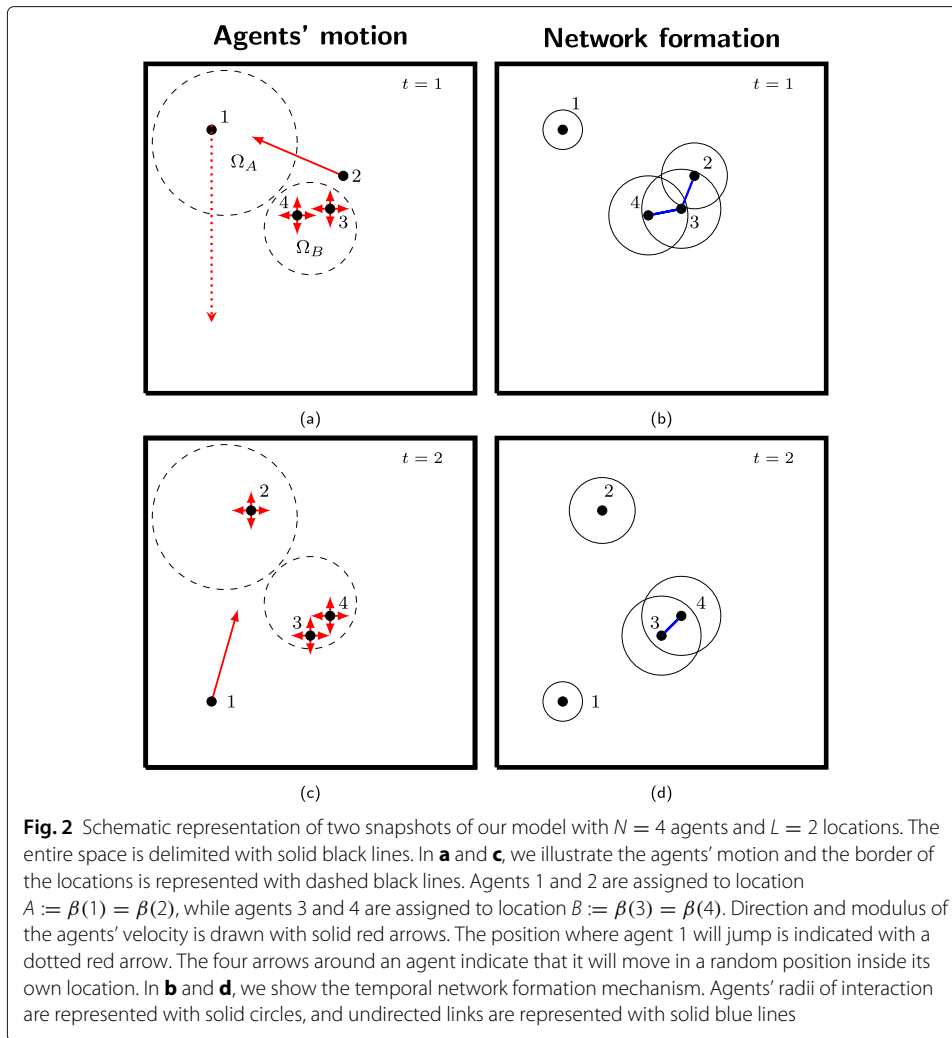 Agents' motion
Network formation
t = 1
1
Ω_A
2
4
3
Ω_B
(a)
t = 1
1
2
4
3
(b)
t = 2
2
4
3
1
(c)
t = 2
2
4
3
1
(d)
Fig. 2 Schematic representation of two snapshots of our model with N = 4 agents and L = 2 locations. The
entire space is delimited with solid black lines. In a and c, we illustrate the agents' motion and the border of
the locations is represented with dashed black lines. Agents 1 and 2 are assigned to location
A := β(1) = β(2), while agents 3 and 4 are assigned to location B := β(3) = β(4). Direction and modulus of
the agents' velocity is drawn with solid red arrows. The position where agent 1 will jump is indicated with a
dotted red arrow. The four arrows around an agent indicate that it will move in a random position inside its
own location. In b and d, we show the temporal network formation mechanism. Agents' radii of interaction
are represented with solid circles, and undirected links are represented with solid blue lines